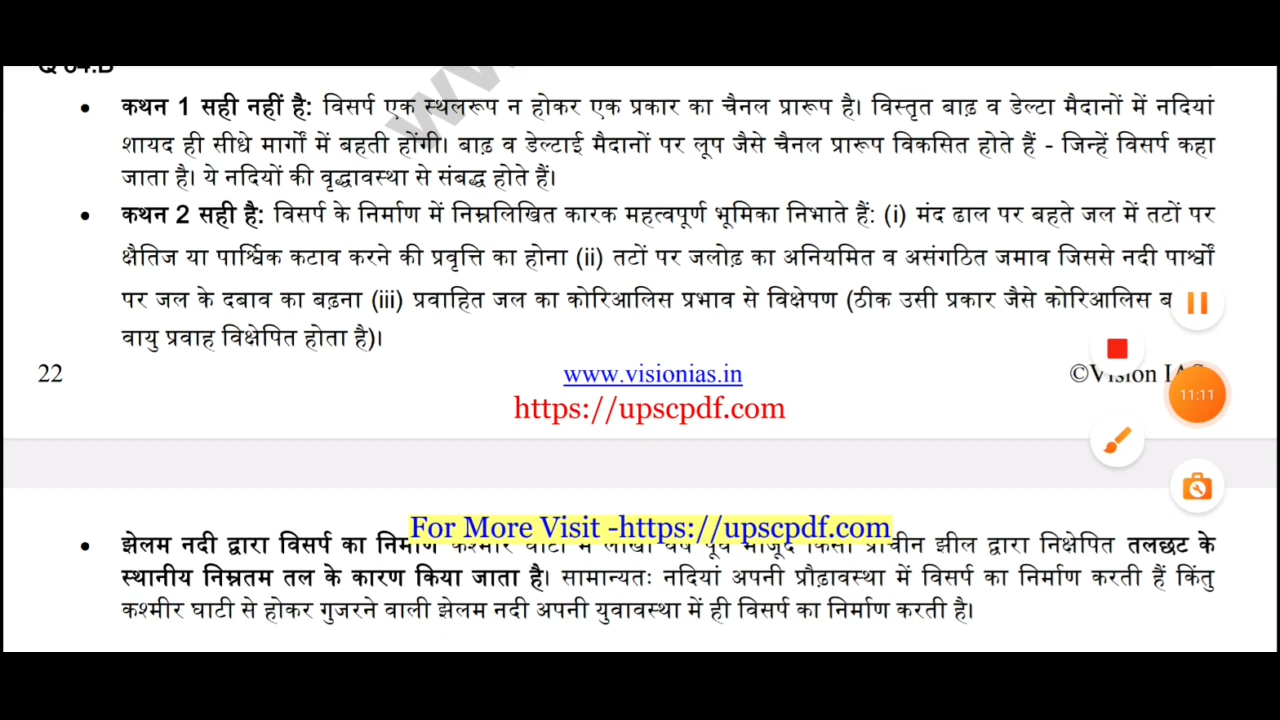 Q 64.B
• कथन 1 सही नहीं है: विसर्प एक स्थलरूप न होकर एक प्रकार का चैनल प्रारूप है। विस्तृत बाढ़ व डेल्टा मैदानों में नदियां
शायद ही सीधे मार्गों में बहती होंगी। बाढ़ व डेल्टाई मैदानों पर लूप जैसे चैनल प्रारूप विकसित होते हैं - जिन्हें विसर्प कहा
जाता है। ये नदियों की वृद्धावस्था से संबद्ध होते हैं।
• कथन 2 सही है: विसर्प के निर्माण में निम्नलिखित कारक महत्वपूर्ण भूमिका निभाते हैं: (i) मंद ढाल पर बहते जल में तटों पर
क्षैतिज या पार्श्विक कटाव करने की प्रवृत्ति का होना (ii) तटों पर जलोढ़ का अनियमित व असंगठित जमाव जिससे नदी पार्श्वों
पर जल के दबाव का बढ़ना (iii) प्रवाहित जल का कोरिआलिस प्रभाव से विक्षेपण (ठीक उसी प्रकार जैसे कोरिआलिस ब
वायु प्रवाह विक्षेपित होता है)।
22 www.visionias.in ©Vision IAS
https://upscpdf.com
11:11
For More Visit -https://upscpdf.com
• झेलम नदी द्वारा विसर्प का निर्माण कश्मीर घाटी में लाखों वर्ष पूर्व मौजूद किसी प्राचीन झील द्वारा निक्षेपित तलछट के
स्थानीय निम्नतम तल के कारण किया जाता है। सामान्यतः नदियां अपनी प्रौढ़ावस्था में विसर्प का निर्माण करती हैं किंतु
कश्मीर घाटी से होकर गुजरने वाली झेलम नदी अपनी युवावस्था में ही विसर्प का निर्माण करती है।